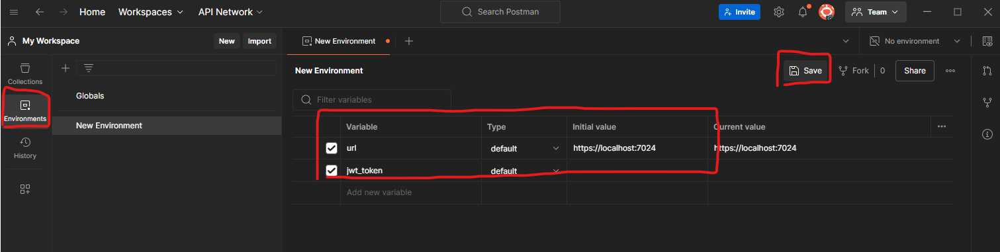 Home Workspaces API Network Search Postman Invite Team
My Workspace New Import New Environment No environment
Collections
Environments
History
Globals
New Environment
New Environment Save Fork 0 Share
Filter variables
Variable Type Initial value Current value
url default https://localhost:7024 https://localhost:7024
jwt_token default
Add new variable